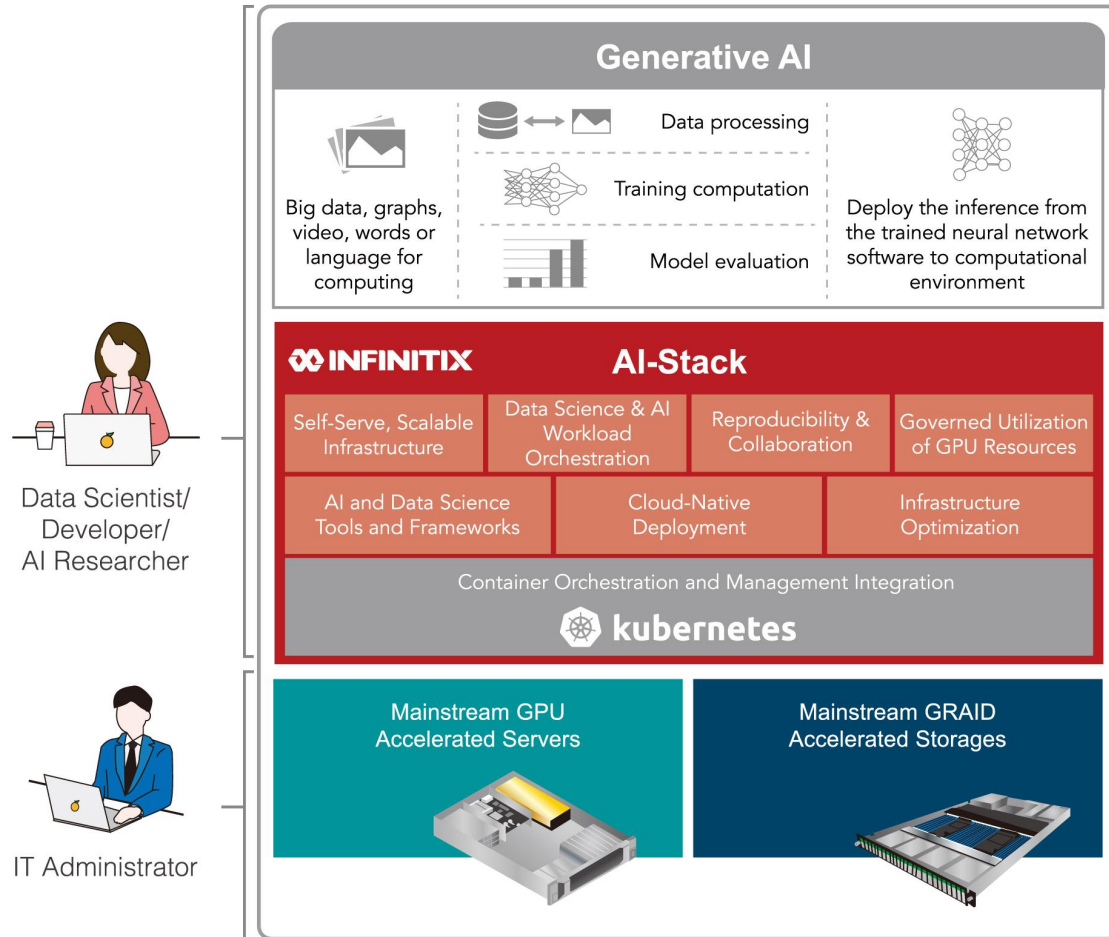 Generative AI
Big data, graphs,
video, words or
language for
computing
Data processing
Training computation
Model evaluation
Deploy the inference from
the trained neural network
software to computational
environment
INFINITIX
AI-Stack
Self-Serve, Scalable
Infrastructure
Data Science & AI
Workload
Orchestration
Reproducibility &
Collaboration
Governed Utilization
of GPU Resources
AI and Data Science
Tools and Frameworks
Cloud-Native
Deployment
Infrastructure
Optimization
Container Orchestration and Management Integration
kubernetes
Data Scientist/
Developer/
AI Researcher
Mainstream GPU
Accelerated Servers
Mainstream GRAID
Accelerated Storages
IT Administrator